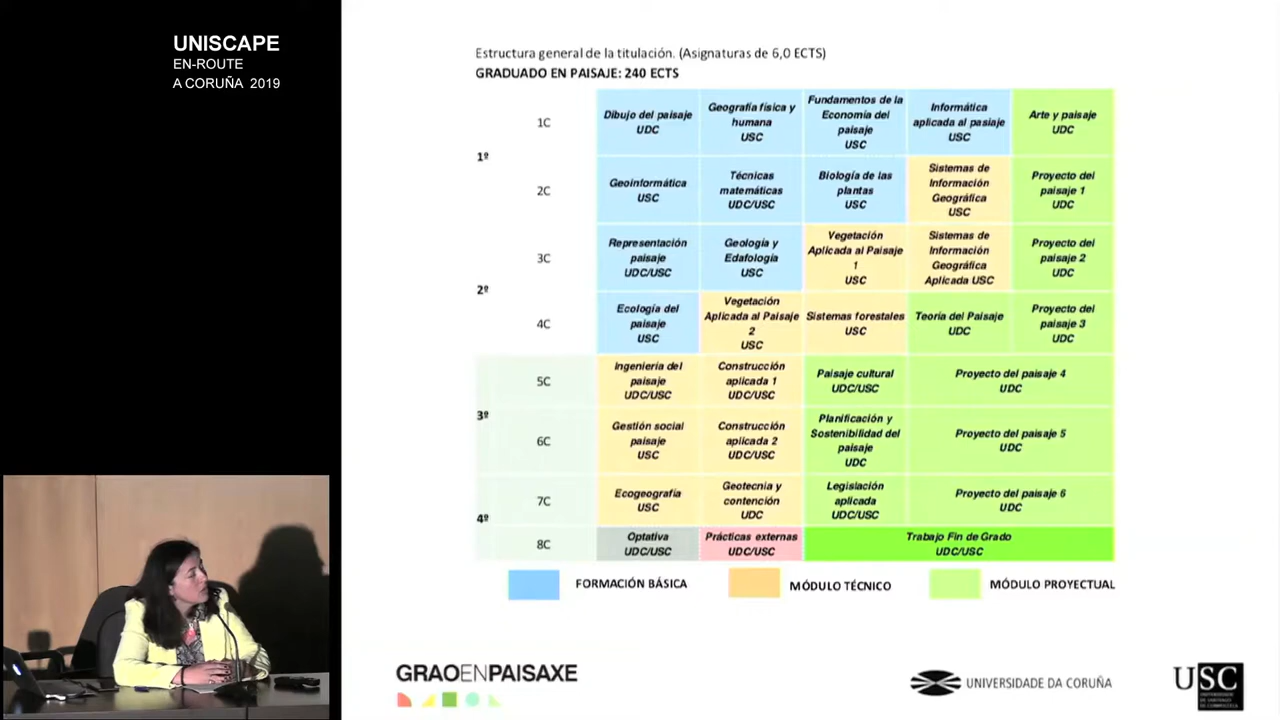 UNISCAPE
EN-ROUTE
A CORUÑA 2019
Estructura general de la titulación. (Asignaturas de 6,0 ECTS)
GRADUADO EN PAISAJE: 240 ECTS
1º
1C
Dibujo del paisaje
UDC
Geografía física y
humana
USC
Fundamentos de la
Economía del
paisaje
USC
Informática
aplicada al pasiaje
USC
Arte y paisaje
UDC
2C
Geoinformática
USC
Técnicas
matemáticas
UDC/USC
Biología de las
plantas
USC
Sistemas de
Información
Geográfica
USC
Proyecto del
paisaje 1
UDC
2º
3C
Representación
paisaje
UDC/USC
Geología y
Edafología
USC
Vegetación
Aplicada al Paisaje
1
USC
Sistemas de
Información
Geográfica
Aplicada USC
Proyecto del
paisaje 2
UDC
4C
Ecología del
paisaje
USC
Vegetación
Aplicada al Paisaje
2
USC
Sistemas forestales
USC
Teoría del Paisaje
UDC
Proyecto del
paisaje 3
UDC
3º
5C
Ingeniería del
paisaje
UDC/USC
Construcción
aplicada 1
UDC/USC
Paisaje cultural
UDC/USC
Proyecto del paisaje 4
UDC
6C
Gestión social
paisaje
USC
Construcción
aplicada 2
UDC/USC
Planificación y
Sostenibilidad del
paisaje
UDC
Proyecto del paisaje 5
UDC
4º
7C
Ecogeografía
USC
Geotecnia y
contención
UDC
Legislación
aplicada
UDC/USC
Proyecto del paisaje 6
UDC
8C
Optativa
UDC/USC
Prácticas externas
UDC/USC
Trabajo Fin de Grado
UDC/USC
FORMACIÓN BÁSICA
MÓDULO TÉCNICO
MÓDULO PROYECTUAL
GRAOENPAISAXE
UNIVERSIDADE DA CORUÑA
USC